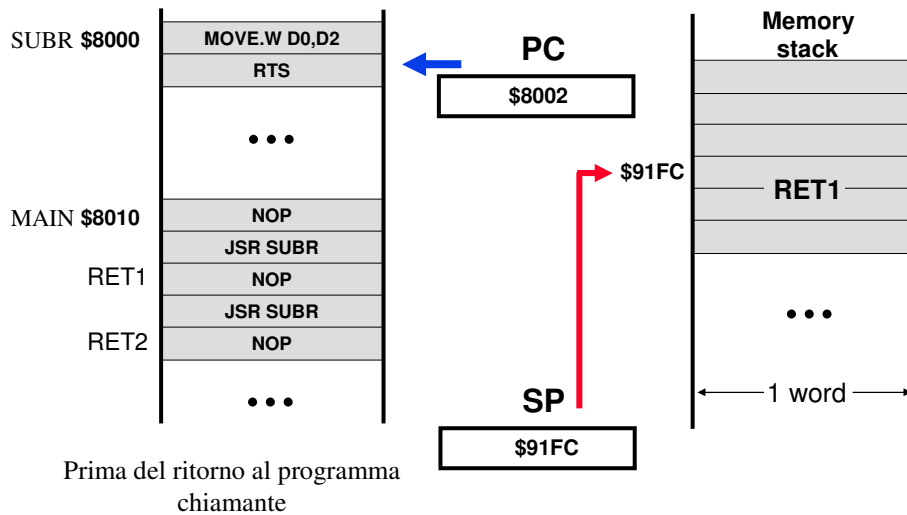 SUBR $8000
MOVE.W D0,D2
RTS
•••
MAIN $8010
NOP
JSR SUBR
RET1
NOP
JSR SUBR
RET2
NOP
•••
Prima del ritorno al programma
chiamante
PC
$8002
SP
$91FC
Memory
stack
$91FC
RET1
•••
1 word